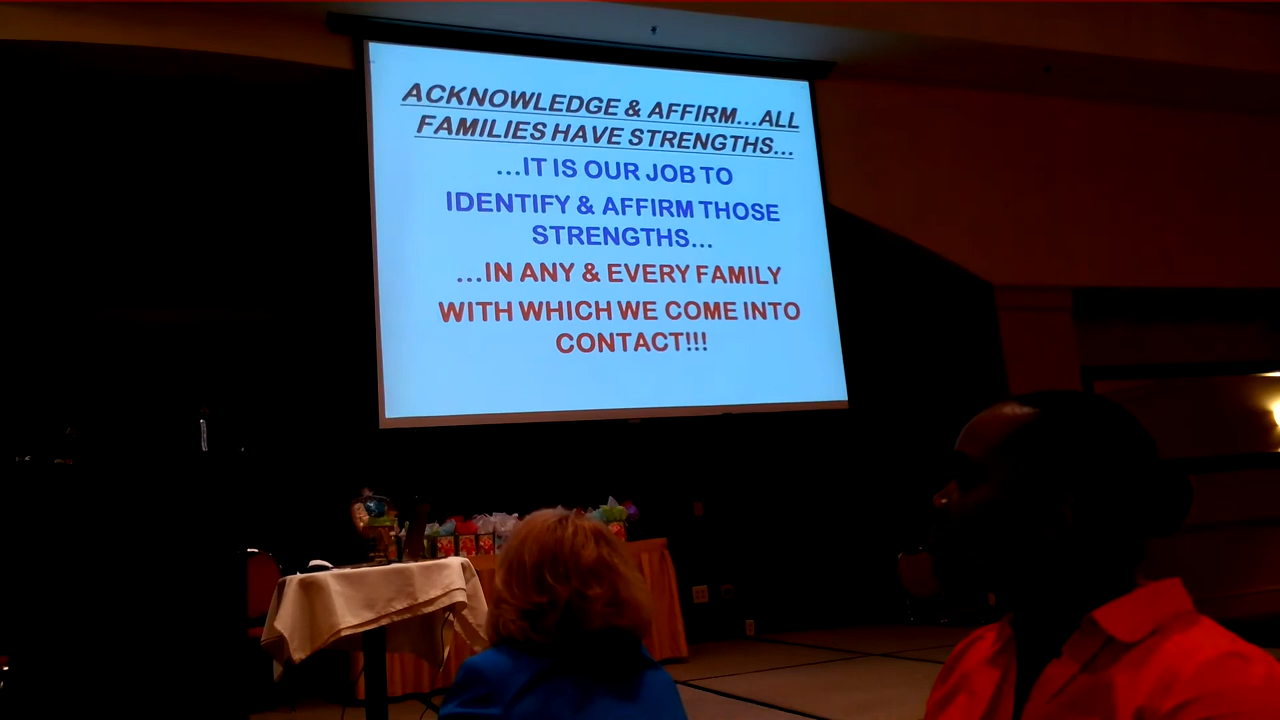 ACKNOWLEDGE & AFFIRM...ALL
FAMILIES HAVE STRENGTHS...
...IT IS OUR JOB TO
IDENTIFY & AFFIRM THOSE
STRENGTHS...
...IN ANY & EVERY FAMILY
WITH WHICH WE COME INTO
CONTACT!!!